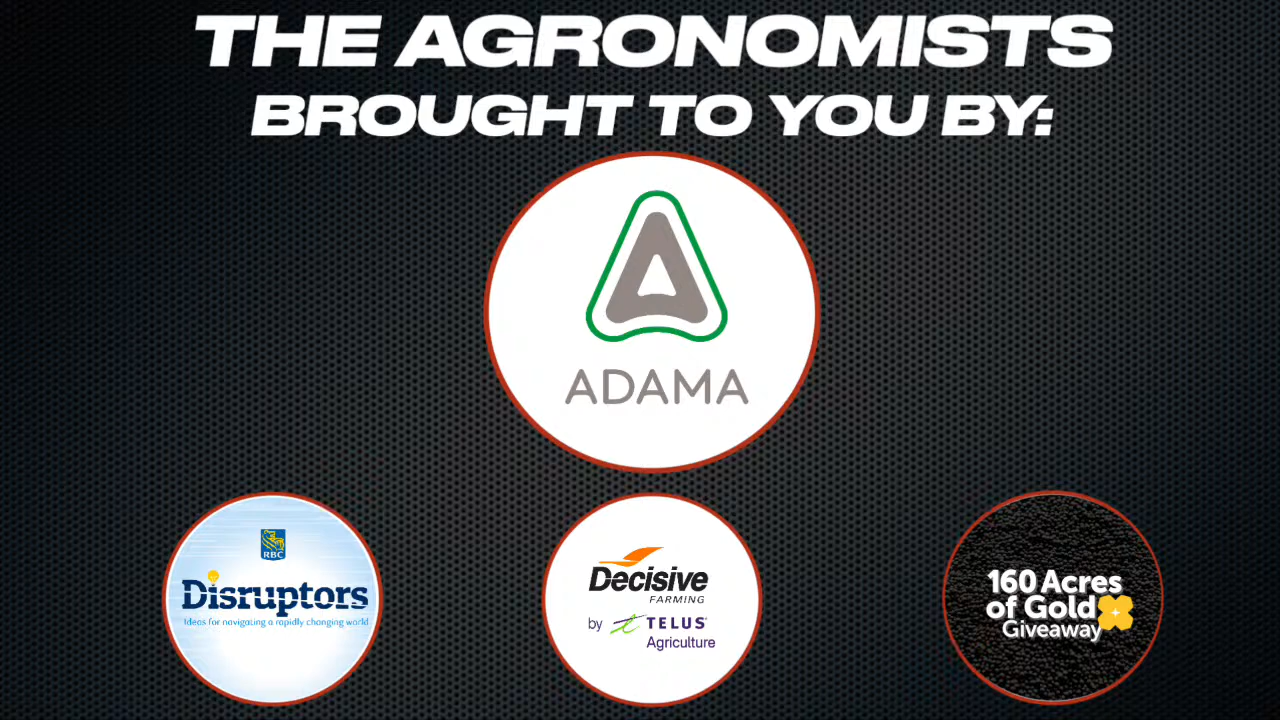 THE AGRONOMISTS
BROUGHT TO YOU BY:
ADAMA
RBC
Disruptors
Ideas for navigating a rapidly changing world
Decisive
FARMING
by TELUS®
Agriculture
160 Acres
of Gold
Giveaway